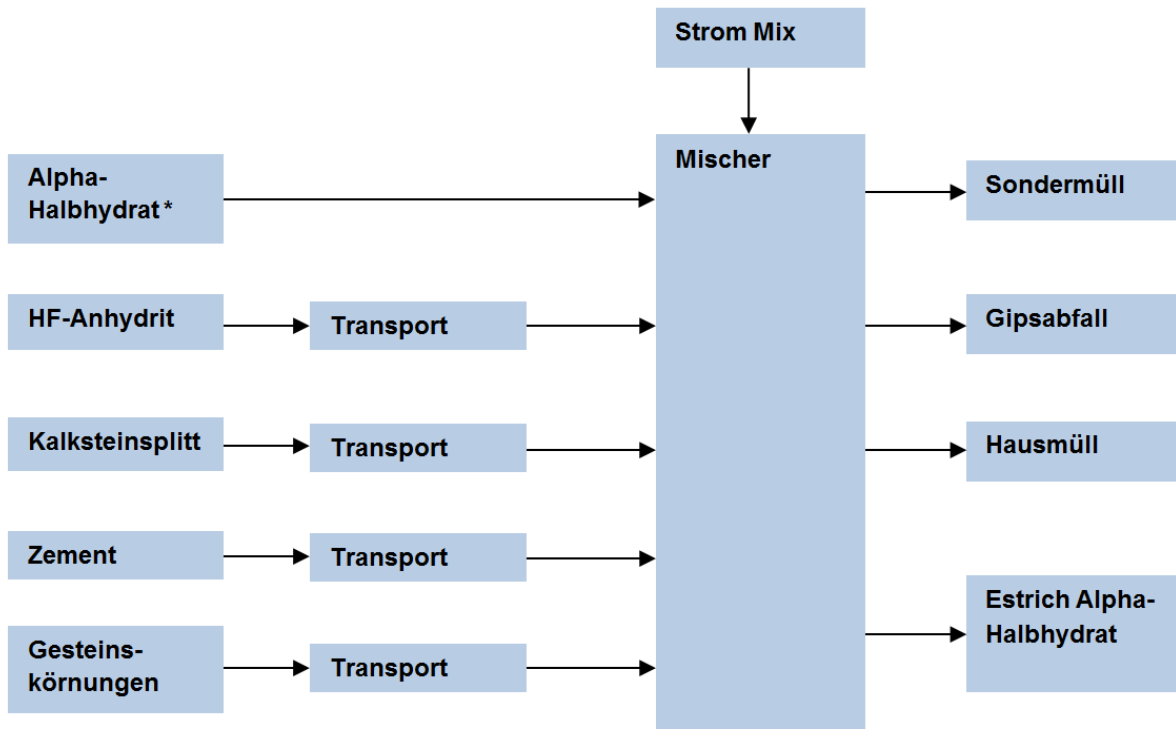 Strom Mix
Mischer
Alpha-
Halbhydrat *
Sondermüll
HF-Anhydrit
Transport
Gipsabfall
Kalksteinsplitt
Transport
Hausmüll
Zement
Transport
Estrich Alpha-
Halbhydrat
Gesteins-
körnungen
Transport